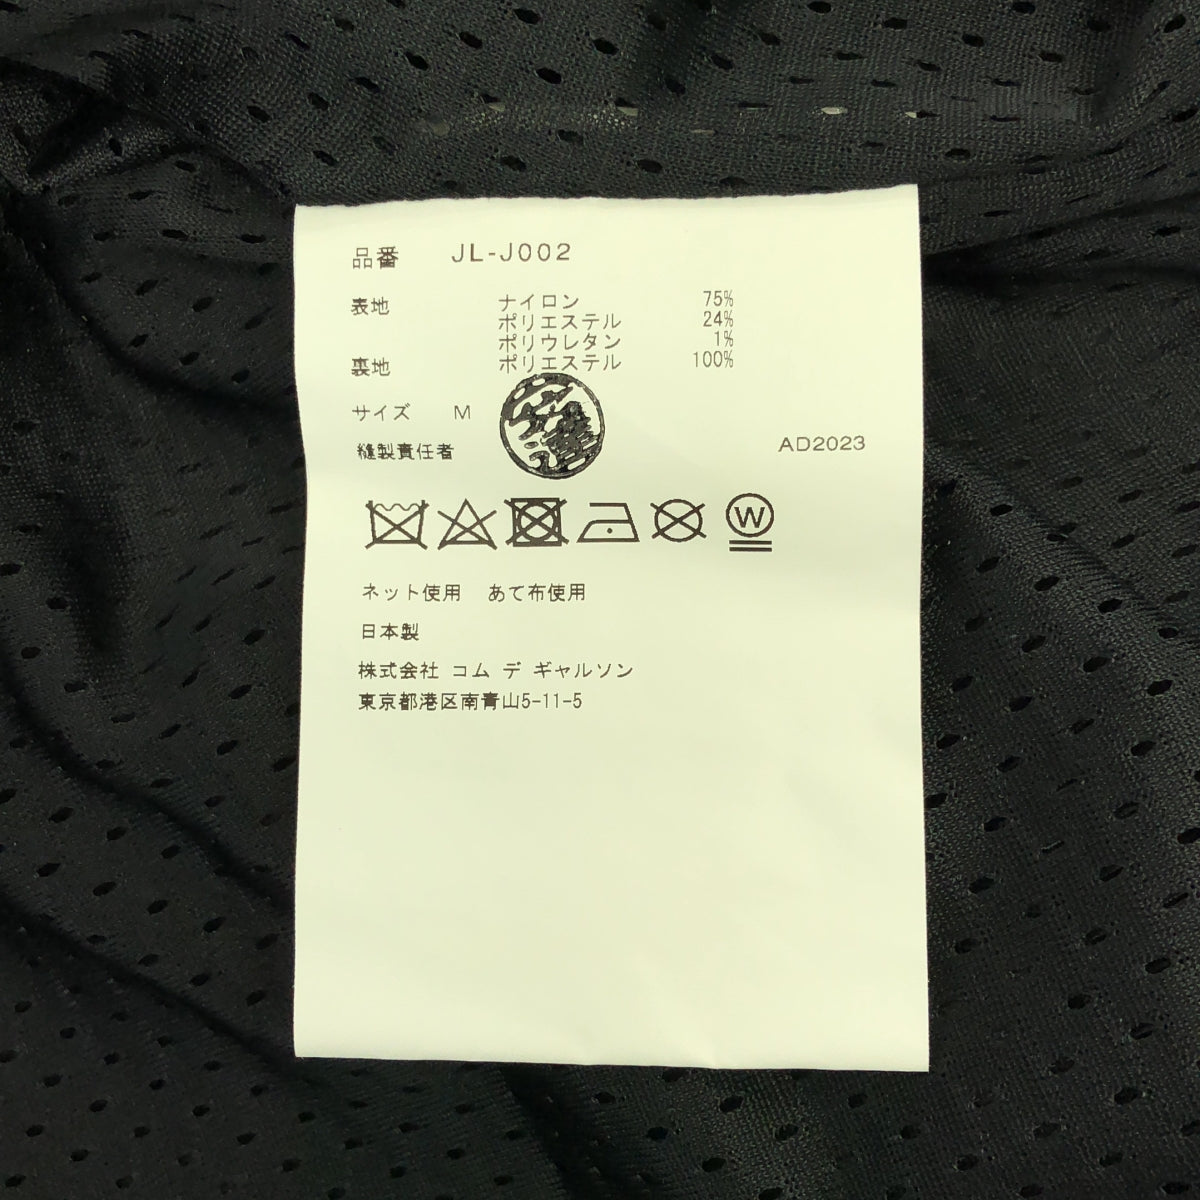 品番 JL-J002
表地 ナイロン 75%
ポリエステル 24%
ポリウレタン 1%
裏地 ポリエステル 100%
サイズ M
縫製責任者 AD2023
W
ネット使用 あて布使用
日本製
株式会社 コム デ ギャルソン
東京都港区南青山5-11-5